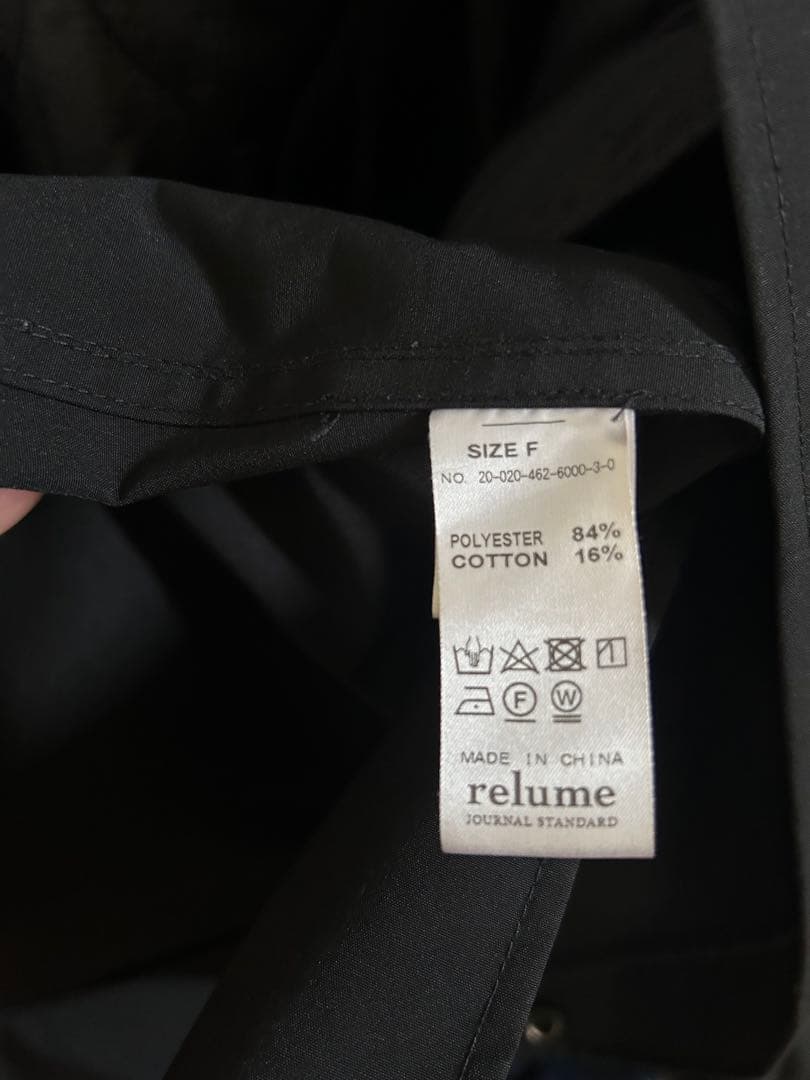 SIZE F
NO. 20-020-462-6000-3-0
POLYESTER 84%
COTTON 16%
F W
MADE IN CHINA
relume
JOURNAL STANDARD